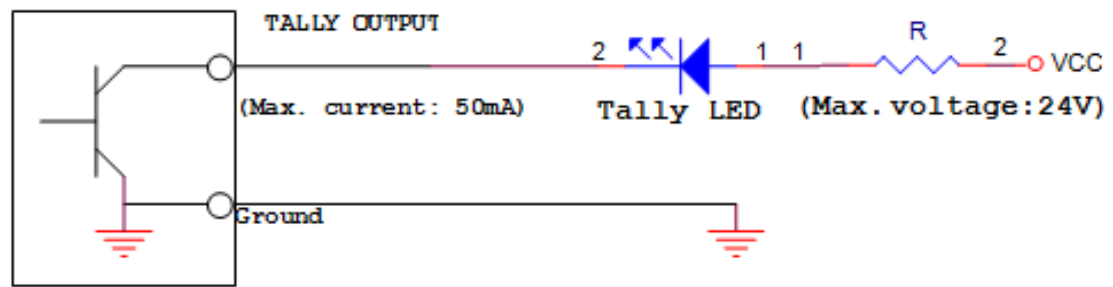 TALLY OUTPUT
R
2
1
1
2
VCC
(Max. current: 50mA)
Tally LED
(Max.voltage:24V)
Ground